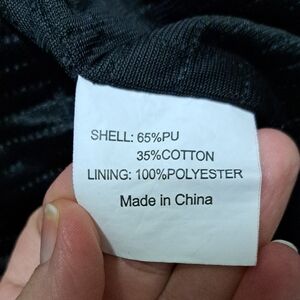 SHELL: 65%PU
35%COTTON
LINING: 100%POLYESTER
Made in China